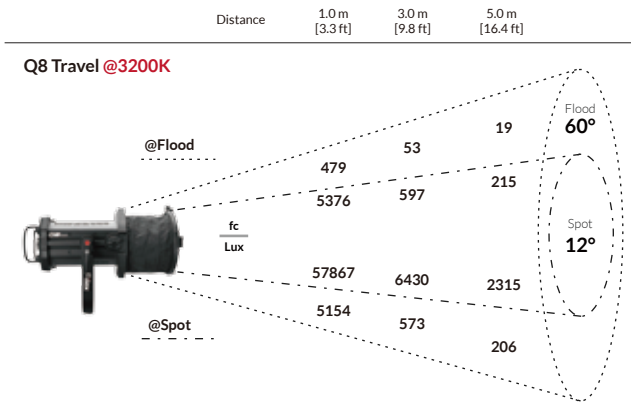 Distance 1.0 m 3.0 m 5.0 m
[3.3 ft] [9.8 ft] [16.4 ft]
Q8 Travel @3200K
Flood
60°
19
@Flood
53
479
215
5376 597
Spot
12°
fc
Lux
57867 6430 2315
5154 573
@Spot
206